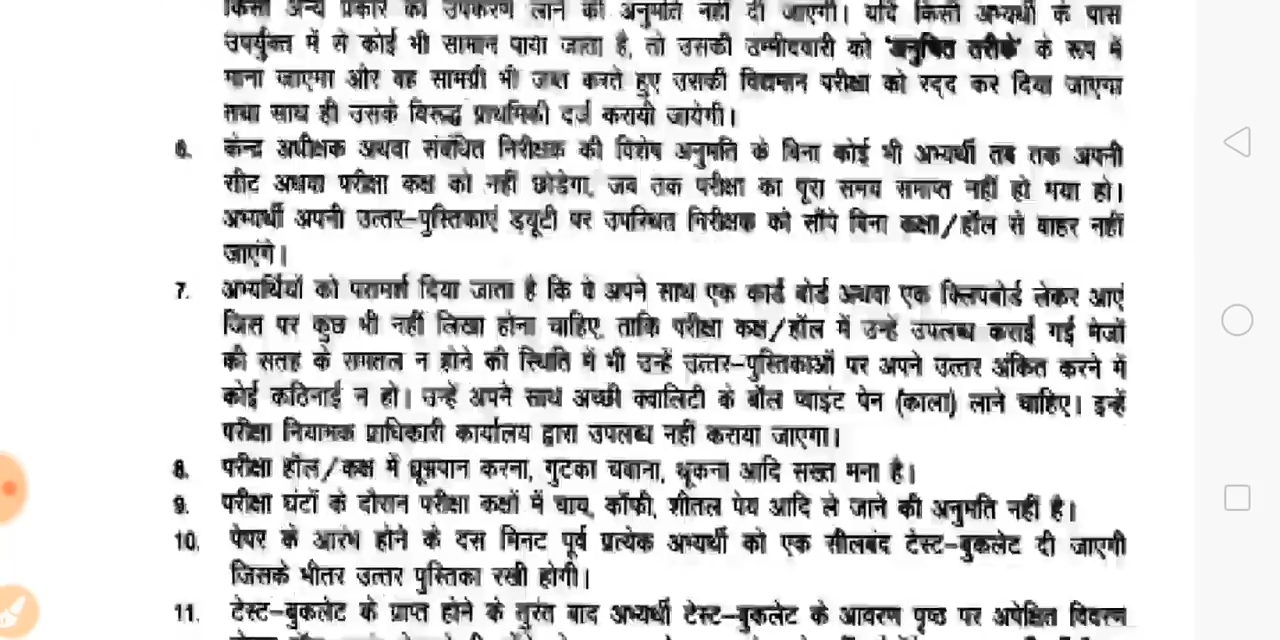 किसी अन्य प्रकार का उपकरण लाने की अनुमति नहीं दी जाएगी। यदि किसी अभ्यर्थी के पास
उपर्युक्त में से कोई भी सामान पाया जाता है, तो उसकी उम्मीदवारी को 'अनुचित तरीके' के रूप में
माना जाएगा और वह सामग्री भी जब्त करते हुए उसकी विद्यमान परीक्षा को रद्द कर दिया जाएगा
तथा साथ ही उसके विरूद्ध प्राथमिकी दर्ज करायी जायेगी।
6. केन्द्र अधीक्षक अथवा संबंधित निरीक्षक की विशेष अनुमति के बिना कोई भी अभ्यर्थी तब तक अपनी
सीट अथवा परीक्षा कक्ष को नहीं छोडेगा, जब तक परीक्षा का पूरा समय समाप्त नहीं हो गया हो।
अभ्यर्थी अपनी उत्तर-पुस्तिकाएं ड्यूटी पर उपस्थित निरीक्षक को सौंपे बिना कक्षा/हॉल से बाहर नहीं
जाएंगे।
7. अभ्यर्थियों को परामर्श दिया जाता है कि वे अपने साथ एक कार्ड बोर्ड अथवा एक क्लिपबोर्ड लेकर आएं
जिस पर कुछ भी नहीं लिखा होना चाहिए, ताकि परीक्षा कक्ष/हॉल में उन्हें उपलब्ध कराई गई मेजों
की सतह के समतल न होने की स्थिति में भी उन्हें उत्तर-पुस्तिकाओं पर अपने उत्तर अंकित करने में
कोई कठिनाई न हो। उन्हें अपने साथ अच्छी क्वालिटी के बॉल प्वाइंट पेन (काला) लाने चाहिए। इन्हें
परीक्षा नियामक प्राधिकारी कार्यालय द्वारा उपलब्ध नहीं कराया जाएगा।
8. परीक्षा हॉल/कक्ष में धूम्रपान करना, गुटका चबाना, थूकना आदि सख्त मना है।
9. परीक्षा घंटों के दौरान परीक्षा कक्षों में चाय, कॉफी, शीतल पेय आदि ले जाने की अनुमति नहीं है।
10. पेपर के आरंभ होने के दस मिनट पूर्व प्रत्येक अभ्यर्थी को एक सीलबंद टेस्ट-बुकलेट दी जाएगी
जिसके भीतर उत्तर पुस्तिका रखी होगी।
11. टेस्ट-बुकलेट के प्राप्त होने के तुरंत बाद अभ्यर्थी टेस्ट-बुकलेट के आवरण पृष्ठ पर अपेक्षित विवरण